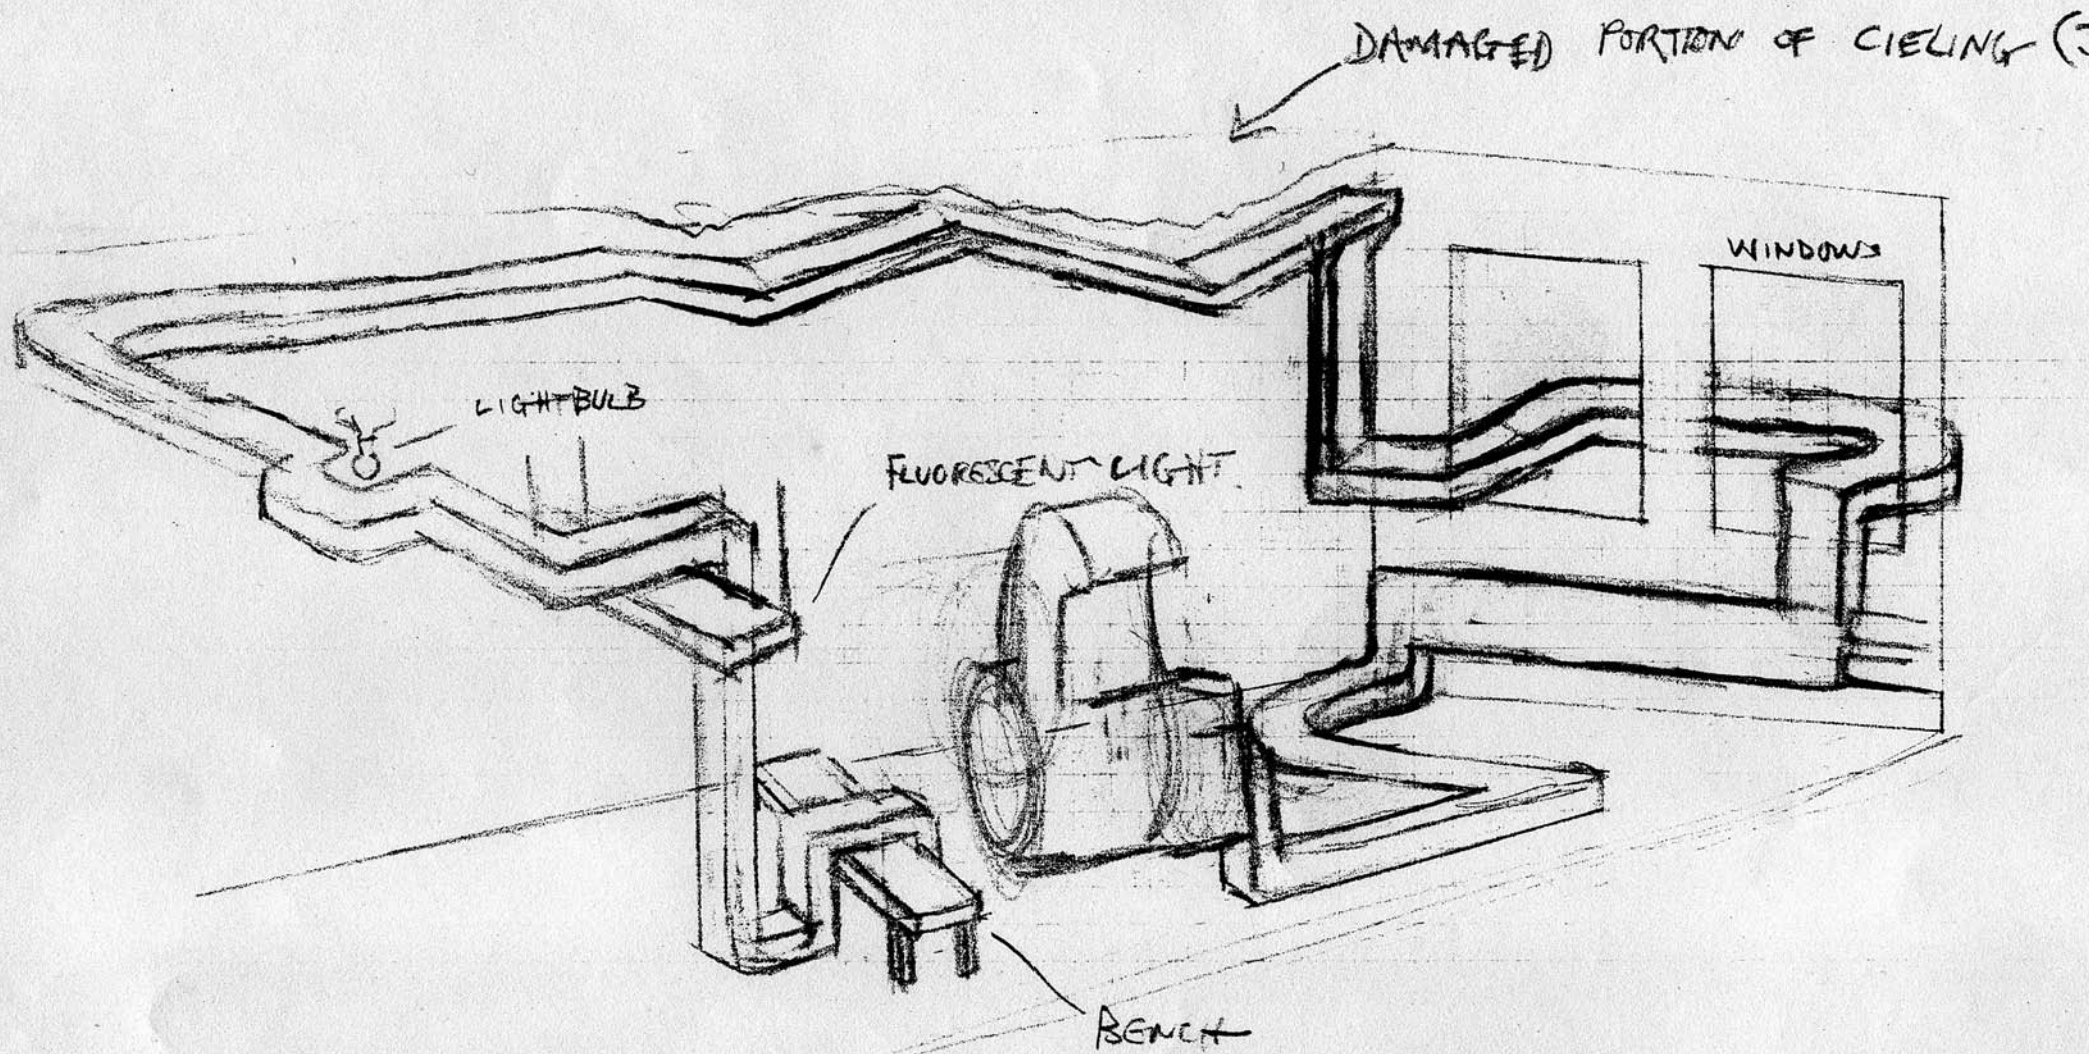 DAMAGED PORTION OF CIELING (
WINDOWS
LIGHTBULB
FLUORESCENT LIGHT
BENCH